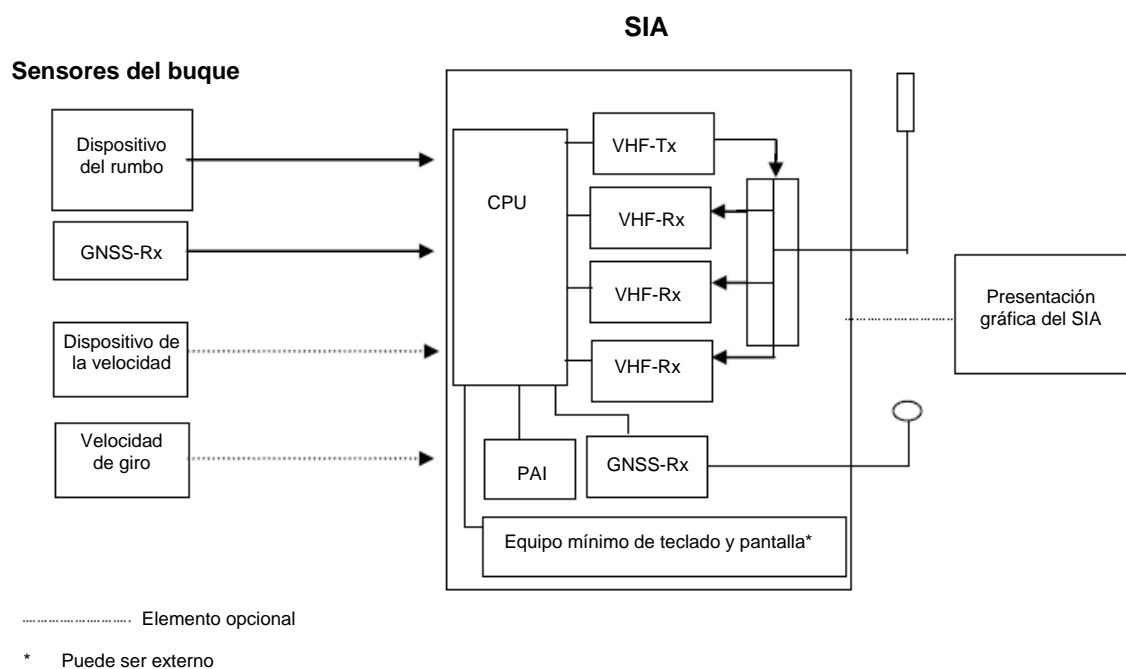 SIA
Sensores del buque
Dispositivo
del rumbo
GNSS-Rx
Dispositivo de
la velocidad
Velocidad
de giro
CPU
VHF-Tx
VHF-Rx
VHF-Rx
VHF-Rx
PAI
GNSS-Rx
Equipo mínimo de teclado y pantalla*
Presentación
gráfica del SIA
Elemento opcional
* Puede ser externo